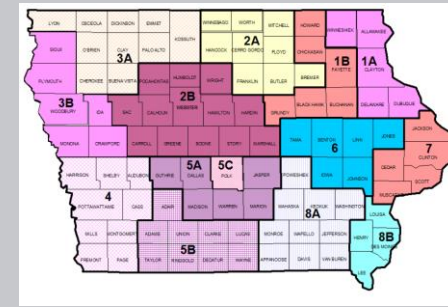 LYON OSCEOLA DICKINSON EMMET WINNEBAGO WORTH MITCHELL HOWARD WINNESHIEK ALLAMAKEE
KOSSUTH 2A
SIOUX O'BRIEN CLAY PALO ALTO HANCOCK CERRO GORDO FLOYD CHICKASAW
3A 1B 1A
PLYMOUTH CHEROKEE BUENA VISTA POCAHONTAS HUMBOLDT WRIGHT FRANKLIN BUTLER BREMER FAYETTE CLAYTON
2B
3B WEBSTER
WOODBURY IDA SAC CALHOUN HAMILTON HARDIN GRUNDY BLACK HAWK BUCHANAN DELAWARE DUBUQUE
JACKSON
MONONA CRAWFORD CARROLL GREENE BOONE STORY MARSHALL TAMA BENTON LINN JONES 7
6 CLINTON
5A 5C CEDAR
HARRISON SHELBY AUDUBON GUTHRIE DALLAS POLK JASPER POWESHIEK IOWA JOHNSON SCOTT
4 MUSCATINE
POTTAWATTAMIE CASS ADAIR MADISON WARREN MARION MAHASKA KEOKUK WASHINGTON LOUISA
8A
MILLS MONTGOMERY ADAMS UNION CLARKE LUCAS MONROE WAPELLO JEFFERSON HENRY 8B
5B DES MOINES
FREMONT PAGE TAYLOR RINGGOLD DECATUR WAYNE APPANOOSE DAVIS VAN BUREN LEE